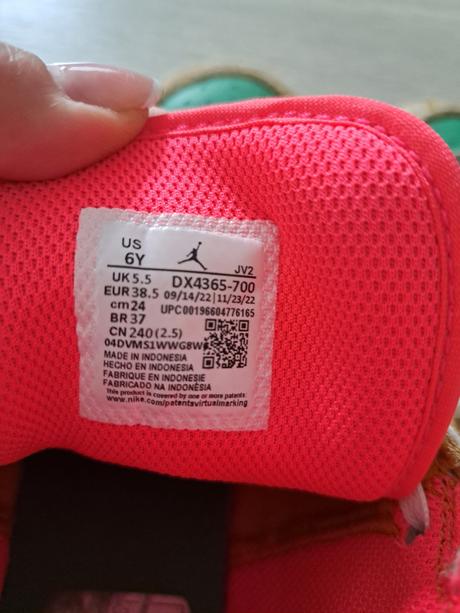 US
6Y
JV2
UK 5.5 DX4365-700
EUR 38.5 09/14/22 | 11/23/22
cm 24 UPC00196604776165
BR 37
CN 240 (2.5)
04DVMS1WWG8W
MADE IN INDONESIA
HECHO EN INDONESIA
FABRIQUE EN INDONESIE
FABRICADO NA INDONÉSIA
This product is covered by one or more patents
www.nike.com/patentsvirtualmarking